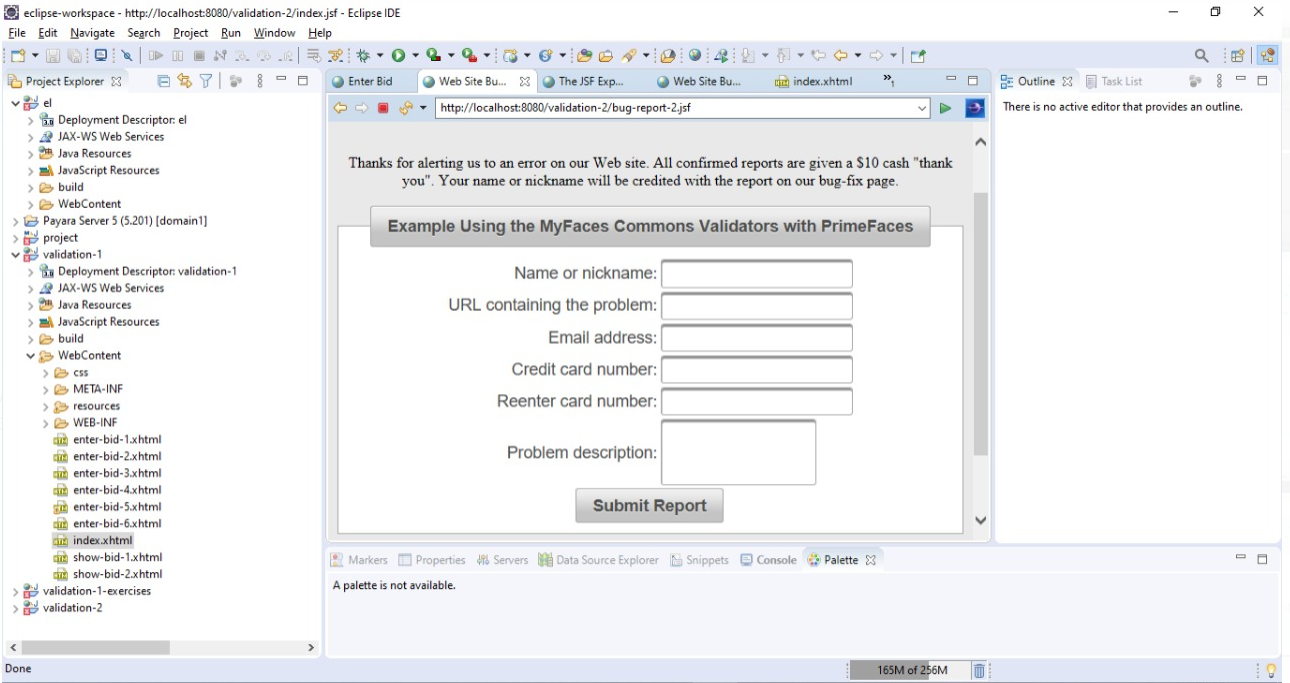 eclipse-workspace - http://localhost:8080/validation-2/index.jsf - Eclipse IDE
File Edit Navigate Search Project Run Window Help
Project Explorer
Enter Bid
Web Site Bu...
The JSF Exp...
Web Site Bu...
index.xhtml
»1
Outline
Task List
el
Deployment Descriptor: el
JAX-WS Web Services
Java Resources
JavaScript Resources
build
WebContent
Payara Server 5 (5.201) [domain1]
project
validation-1
Deployment Descriptor: validation-1
JAX-WS Web Services
Java Resources
JavaScript Resources
build
WebContent
css
META-INF
resources
WEB-INF
enter-bid-1.xhtml
enter-bid-2.xhtml
enter-bid-3.xhtml
enter-bid-4.xhtml
enter-bid-5.xhtml
enter-bid-6.xhtml
index.xhtml
show-bid-1.xhtml
show-bid-2.xhtml
validation-1-exercises
validation-2
http://localhost:8080/validation-2/bug-report-2.jsf
Thanks for alerting us to an error on our Web site. All confirmed reports are given a $10 cash "thank
you". Your name or nickname will be credited with the report on our bug-fix page.
Example Using the MyFaces Commons Validators with PrimeFaces
Name or nickname:
URL containing the problem:
Email address:
Credit card number:
Reenter card number:
Problem description:
Submit Report
There is no active editor that provides an outline.
Markers Properties Servers Data Source Explorer Snippets Console Palette
A palette is not available.
Done
165M of 256M